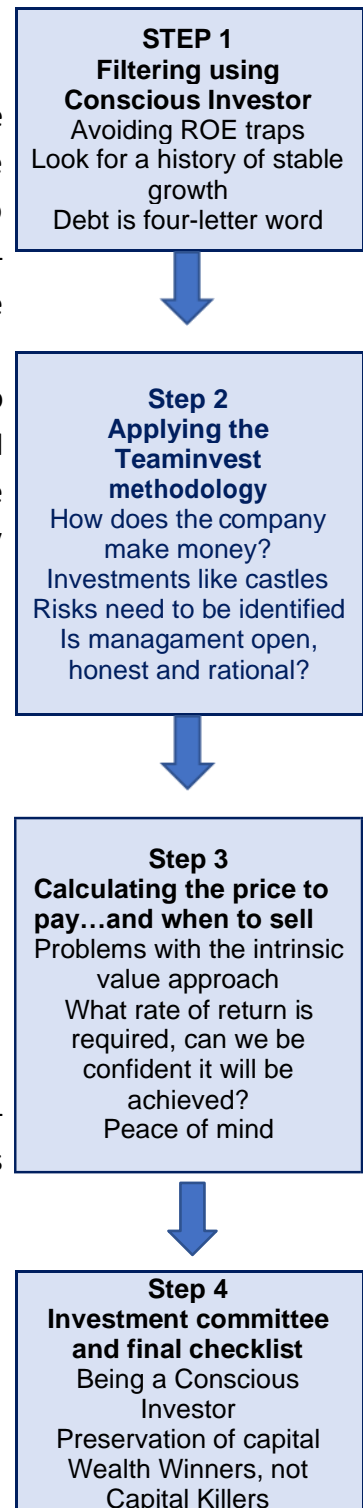 STEP 1
Filtering using
Conscious Investor
Avoiding ROE traps
Look for a history of stable
growth
Debt is four-letter word
Step 2
Applying the
Teaminvest
methodology
How does the company
make money?
Investments like castles
Risks need to be identified
Is managament open,
honest and rational?
Step 3
Calculating the price to
pay…and when to sell
Problems with the intrinsic
value approach
What rate of return is
required, can we be
confident it will be
achieved?
Peace of mind
Step 4
Investment committee
and final checklist
Being a Conscious
Investor
Preservation of capital
Wealth Winners, not
Capital Killers